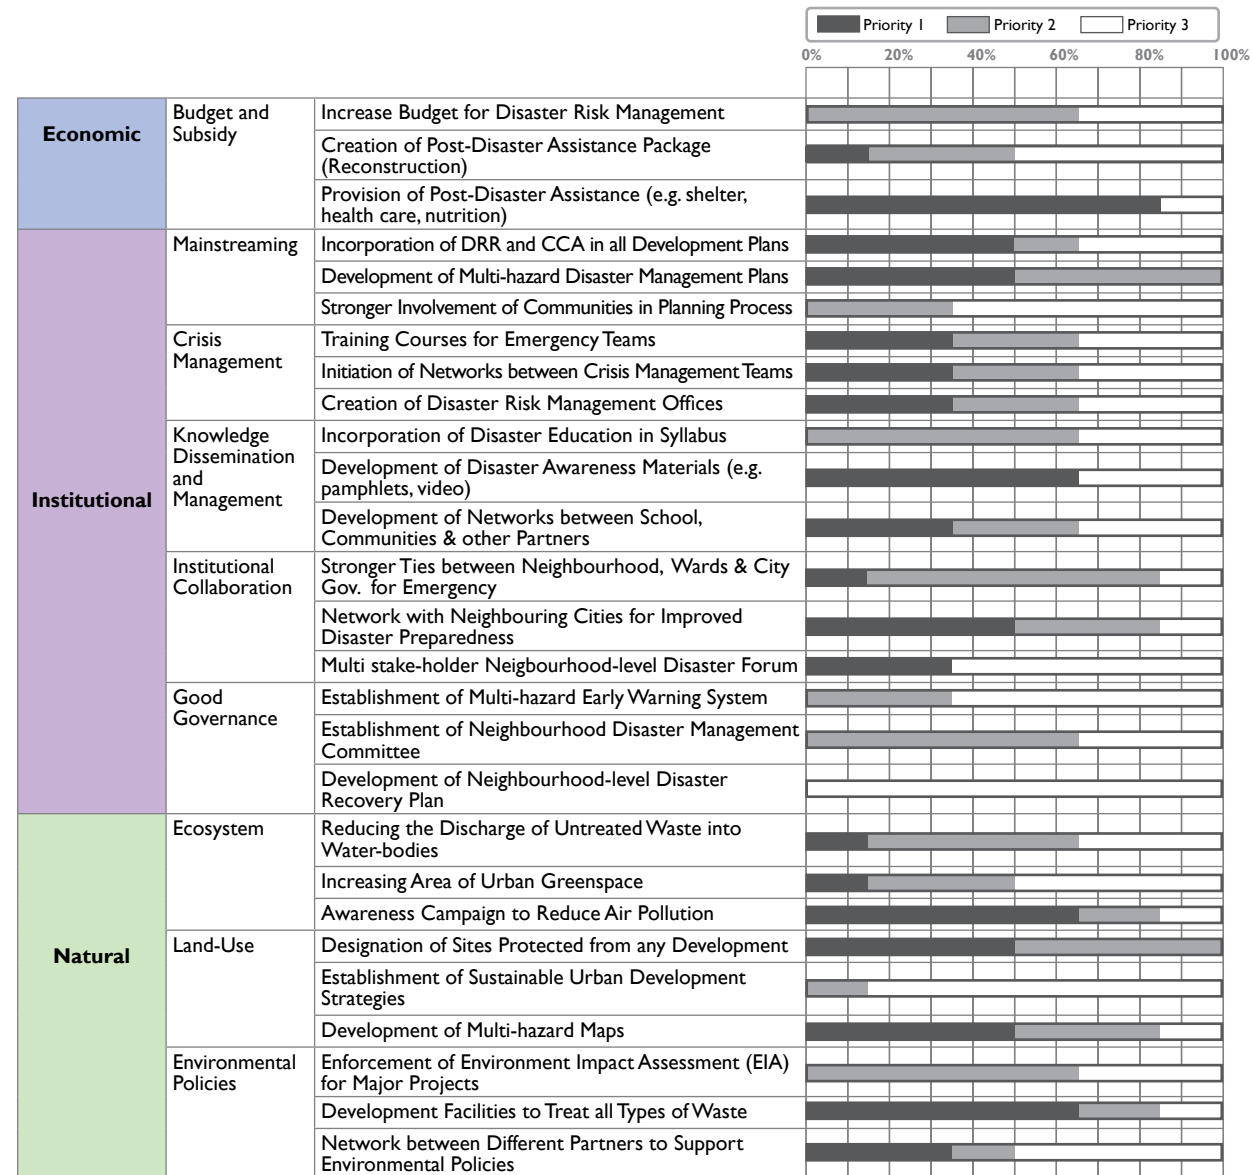 Priority 1 Priority 2 Priority 3
0% 20% 40% 60% 80% 100%
Economic
Budget and
Subsidy
Increase Budget for Disaster Risk Management
Creation of Post-Disaster Assistance Package
(Reconstruction)
Provision of Post-Disaster Assistance (e.g. shelter,
health care, nutrition)
Institutional
Mainstreaming
Incorporation of DRR and CCA in all Development Plans
Development of Multi-hazard Disaster Management Plans
Stronger Involvement of Communities in Planning Process
Crisis
Management
Training Courses for Emergency Teams
Initiation of Networks between Crisis Management Teams
Creation of Disaster Risk Management Offices
Knowledge
Dissemination
and
Management
Incorporation of Disaster Education in Syllabus
Development of Disaster Awareness Materials (e.g.
pamphlets, video)
Development of Networks between School,
Communities & other Partners
Institutional
Collaboration
Stronger Ties between Neighbourhood, Wards & City
Gov. for Emergency
Network with Neighbouring Cities for Improved
Disaster Preparedness
Multi stake-holder Neigbourhood-level Disaster Forum
Good
Governance
Establishment of Multi-hazard Early Warning System
Establishment of Neighbourhood Disaster Management
Committee
Development of Neighbourhood-level Disaster
Recovery Plan
Natural
Ecosystem
Reducing the Discharge of Untreated Waste into
Water-bodies
Increasing Area of Urban Greenspace
Awareness Campaign to Reduce Air Pollution
Land-Use
Designation of Sites Protected from any Development
Establishment of Sustainable Urban Development
Strategies
Development of Multi-hazard Maps
Environmental
Policies
Enforcement of Environment Impact Assessment (EIA)
for Major Projects
Development Facilities to Treat all Types of Waste
Network between Different Partners to Support
Environmental Policies